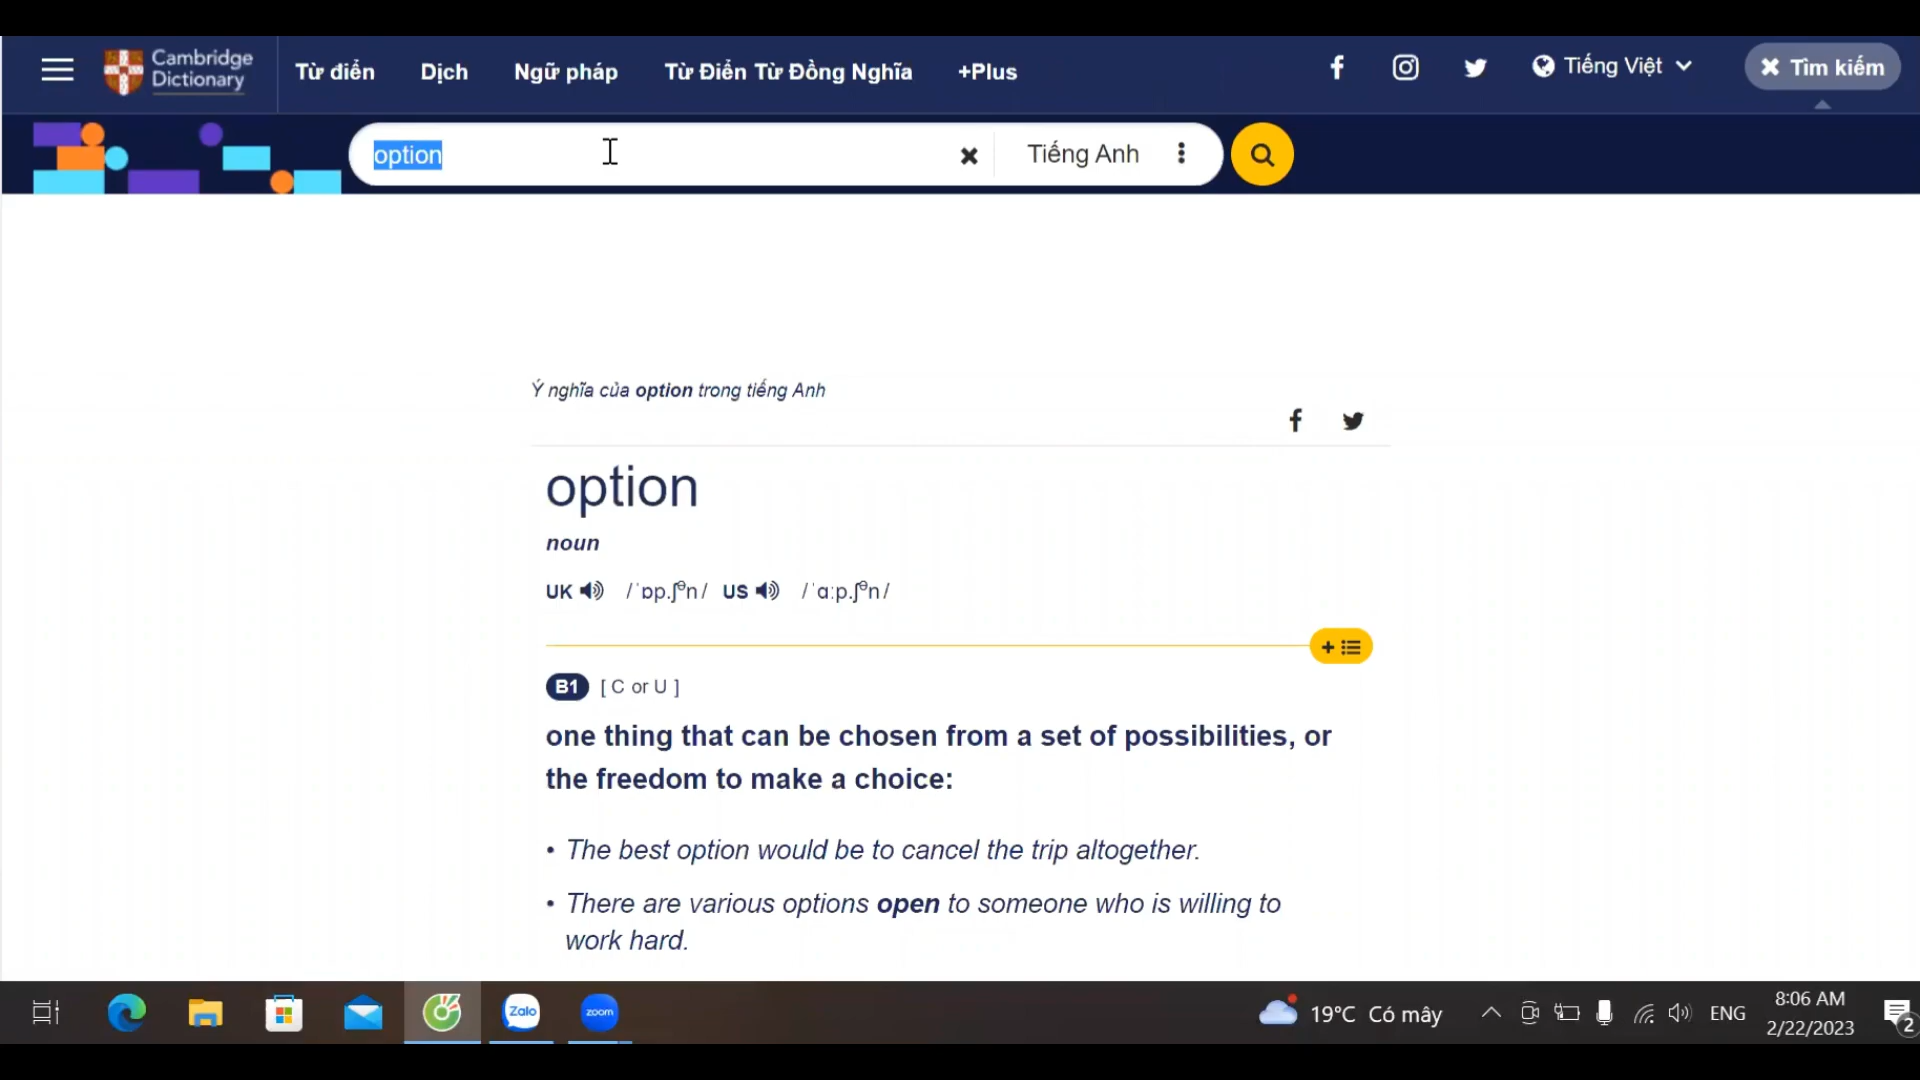 Cambridge
Dictionary
Từ điển Dịch Ngữ pháp Từ Điển Từ Đồng Nghĩa +Plus
Tiếng Việt
Tìm kiếm
option
Tiếng Anh
Ý nghĩa của option trong tiếng Anh
option
noun
UK /ˈɒp.ʃᵊn/ US /ˈɑːp.ʃᵊn/
B1 [ C or U ]
one thing that can be chosen from a set of possibilities, or
the freedom to make a choice:
• The best option would be to cancel the trip altogether.
• There are various options open to someone who is willing to
work hard.
Zalo
zoom
19°C Có mây
ENG
8:06 AM
2/22/2023
2